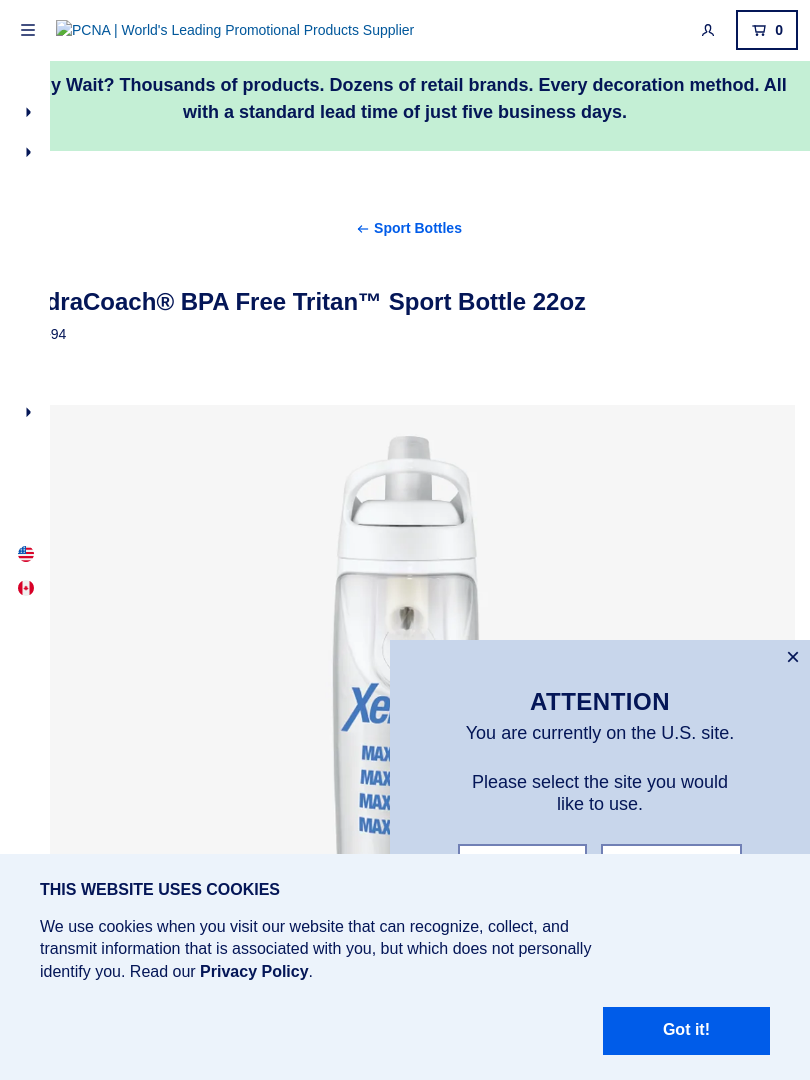 PCNA | World's Leading Promotional Products Supplier
0
y Wait? Thousands of products. Dozens of retail brands. Every decoration method. All
with a standard lead time of just five business days.
← Sport Bottles
draCoach® BPA Free Tritan™ Sport Bottle 22oz
94
Xe
MAX
MAX
MAX
MAX
×
ATTENTION
You are currently on the U.S. site.
Please select the site you would
like to use.
THIS WEBSITE USES COOKIES
We use cookies when you visit our website that can recognize, collect, and
transmit information that is associated with you, but which does not personally
identify you. Read our Privacy Policy.
Got it!